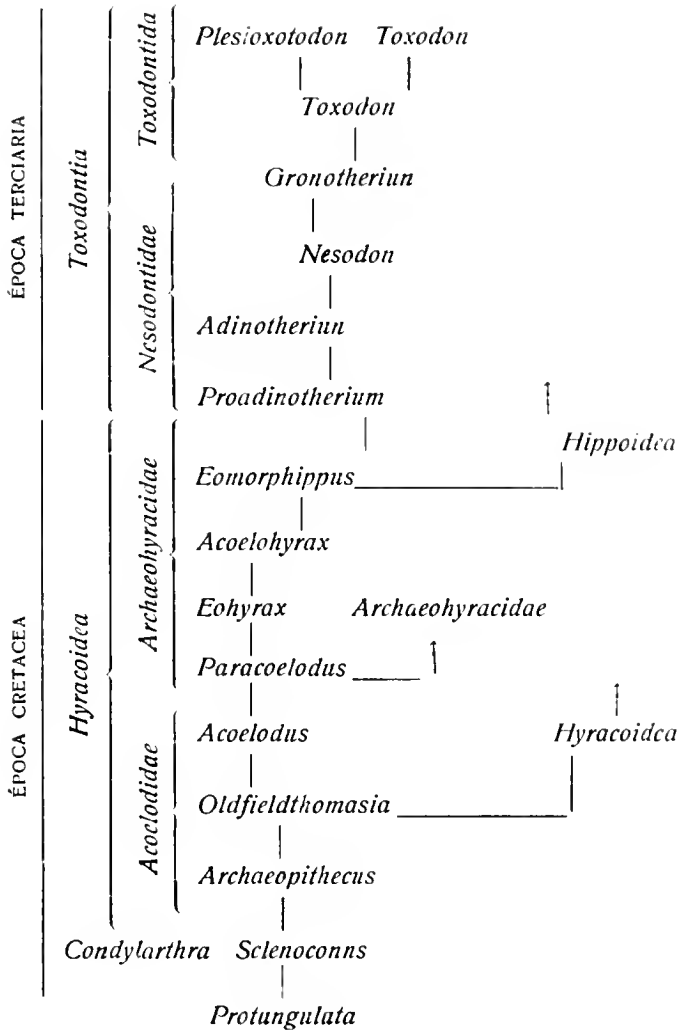 ÉPOCA TERCIARIA
Toxodontia
Toxodontida
Plesioxotodon Toxodon
Toxodon
Gronotheriun
Nesodontidae
Nesodon
Adinotheriun
Proadinotherium
Hippoidea
ÉPOCA CRETACEA
Hyracoidea
Archaeohyracidae
Eomorphippus
Acoelohyrax
Eohyrax Archaeohyracidae
Paracoelodus
Acoclodidae
Acoelodus Hyracoidea
Oldfieldthomasia
Archaeopithecus
Condylarthra Sclenoconns
Protungulata